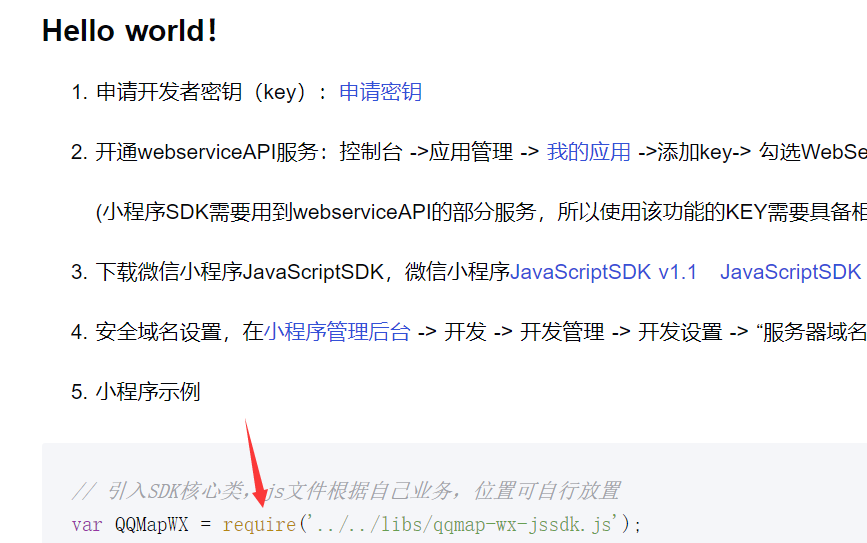 Hello world!
1. 申请开发者密钥（key）：申请密钥
2. 开通webserviceAPI服务：控制台 ->应用管理 -> 我的应用 ->添加key-> 勾选WebSe
(小程序SDK需要用到webserviceAPI的部分服务，所以使用该功能的KEY需要具备相
3. 下载微信小程序JavaScriptSDK，微信小程序JavaScriptSDK v1.1 JavaScriptSDK
4. 安全域名设置，在小程序管理后台 -> 开发 -> 开发管理 -> 开发设置 -> “服务器域名
5. 小程序示例
// 引入SDK核心类，js文件根据自己业务，位置可自行放置
var QQMapWX = require('../../libs/qqmap-wx-jssdk.js');